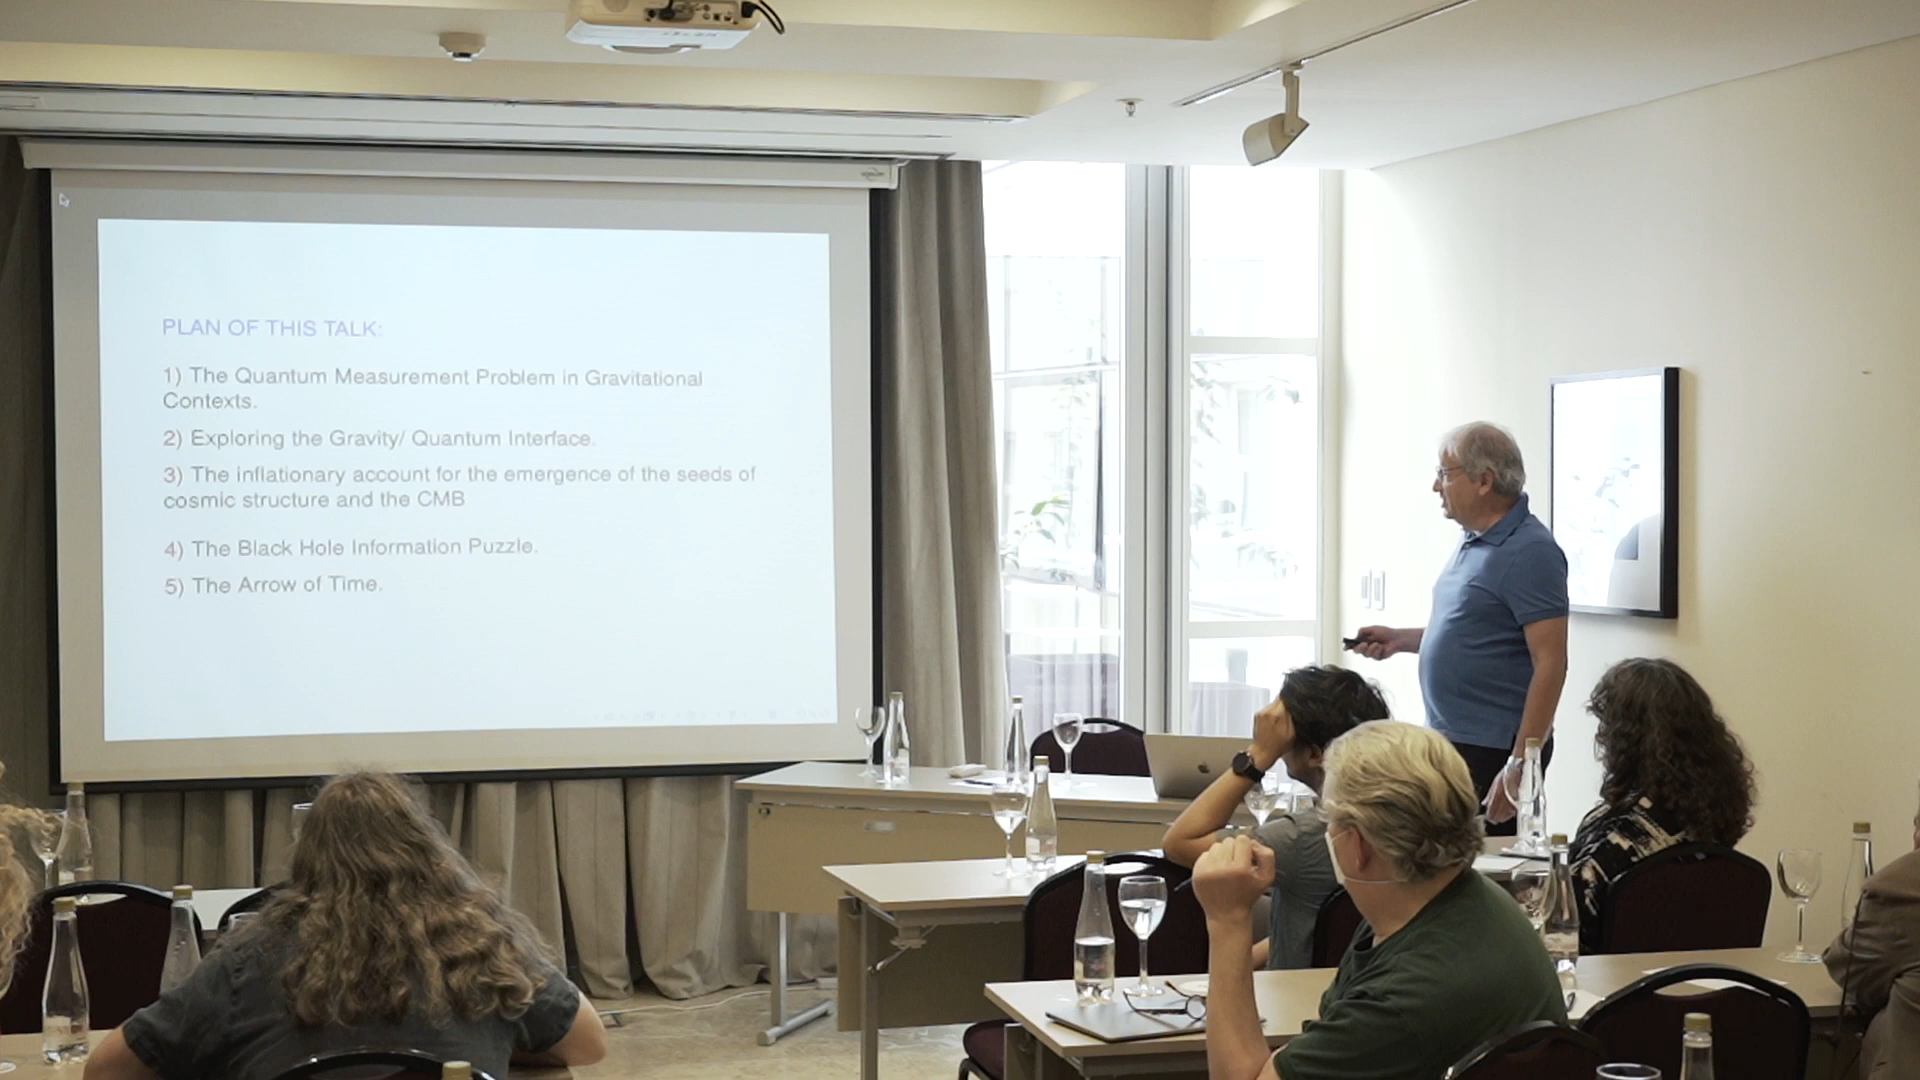 PLAN OF THIS TALK:
1) The Quantum Measurement Problem in Gravitational
Contexts.
2) Exploring the Gravity/ Quantum Interface.
3) The inflationary account for the emergence of the seeds of
cosmic structure and the CMB
4) The Black Hole Information Puzzle.
5) The Arrow of Time.